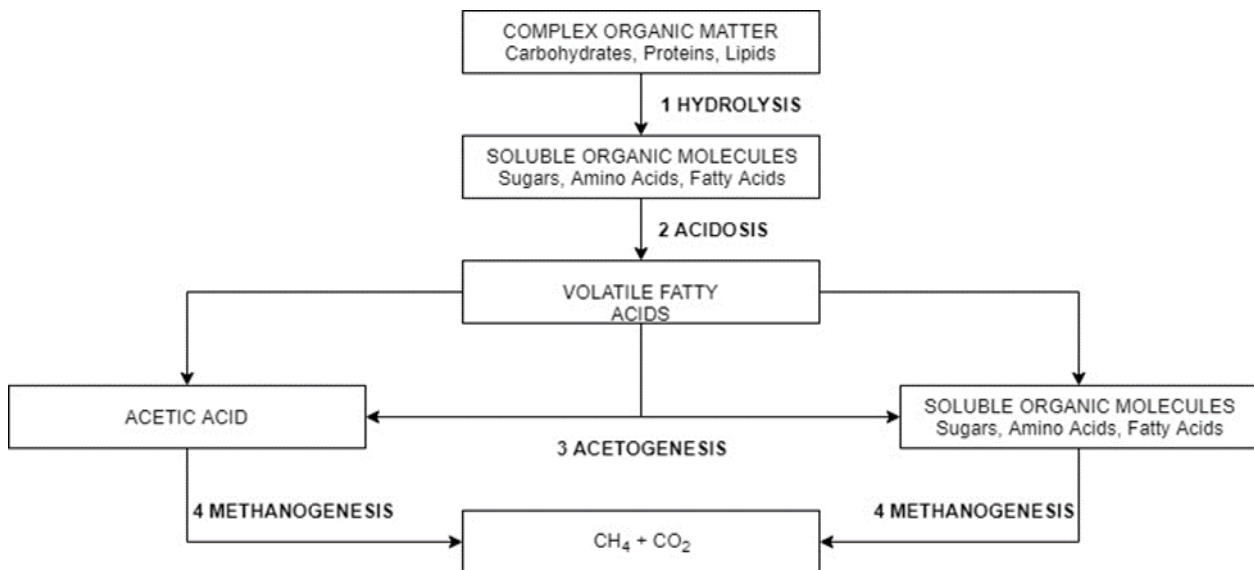 COMPLEX ORGANIC MATTER
Carbohydrates, Proteins, Lipids
1 HYDROLYSIS
SOLUBLE ORGANIC MOLECULES
Sugars, Amino Acids, Fatty Acids
2 ACIDOSIS
VOLATILE FATTY
ACIDS
ACETIC ACID
SOLUBLE ORGANIC MOLECULES
Sugars, Amino Acids, Fatty Acids
3 ACETOGENESIS
4 METHANOGENESIS
4 METHANOGENESIS
CH₄ + CO₂